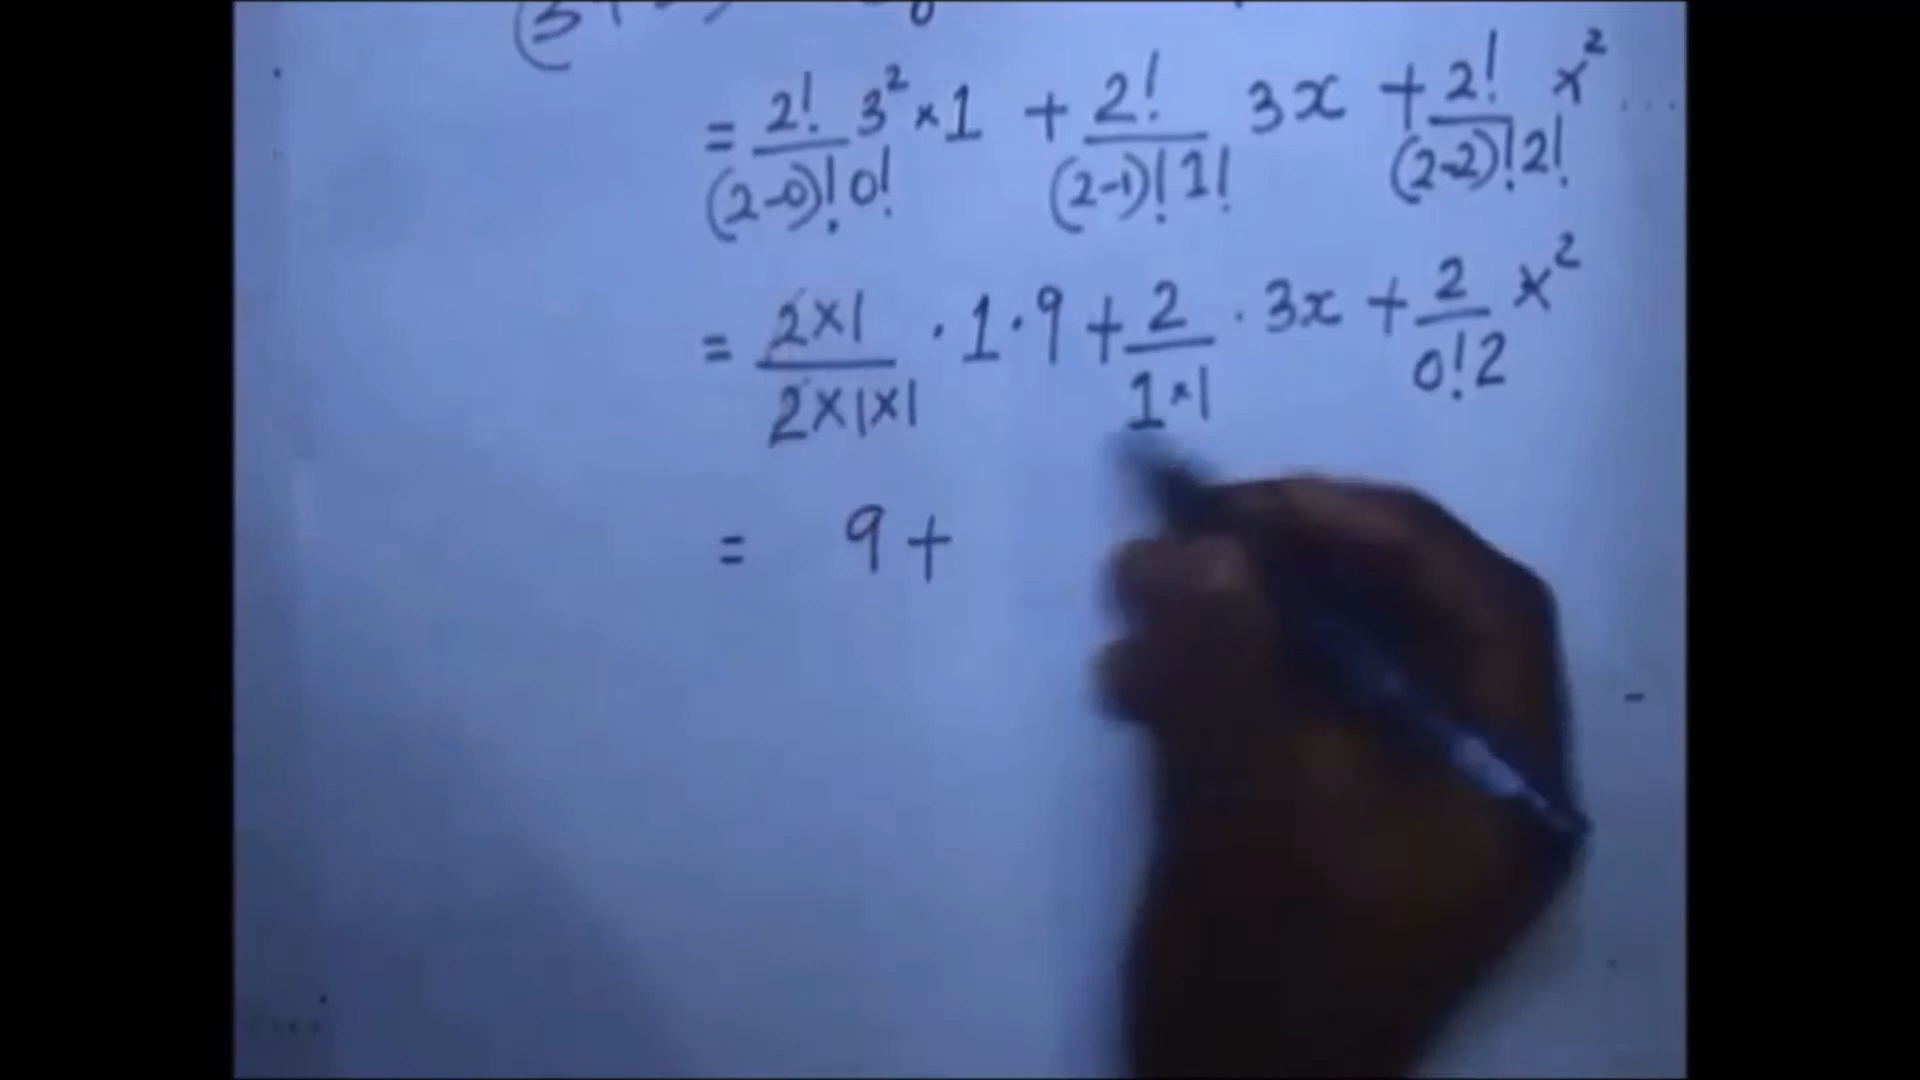 = 2!/(2-0)!0! 3² × 1 + 2!/(2-1)!1! 3x + 2!/(2-2)!2! x² ...
= 2×1/2×1×1 · 1 · 9 + 2/1×1 · 3x + 2/0!2 x²
= 9 +